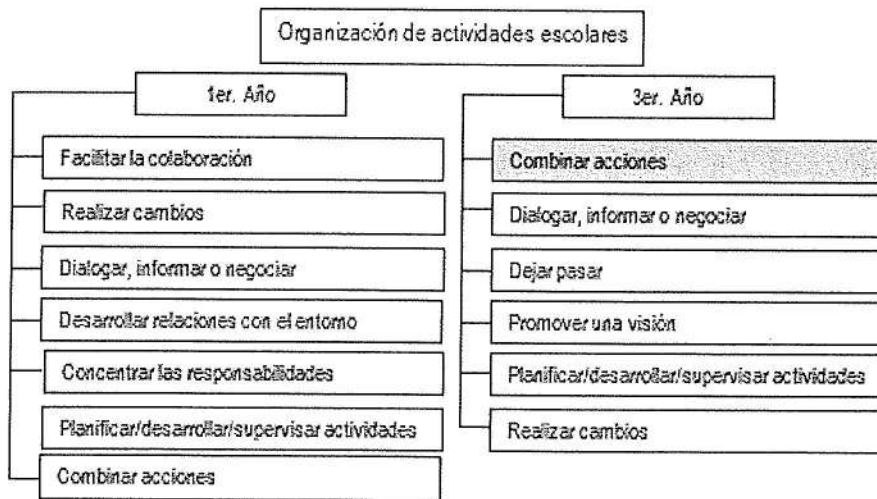 Organización de actividades escolares
1er. Año
Facilitar la colaboración
Realizar cambios
Dialogar, informar o negociar
Desarrollar relaciones con el entorno
Concentrar las responsabilidades
Planificar/desarrollar/supervisar actividades
Combinar acciones
3er. Año
Combinar acciones
Dialogar, informar o negociar
Dejar pasar
Promover una visión
Planificar/desarrollar/supervisar actividades
Realizar cambios